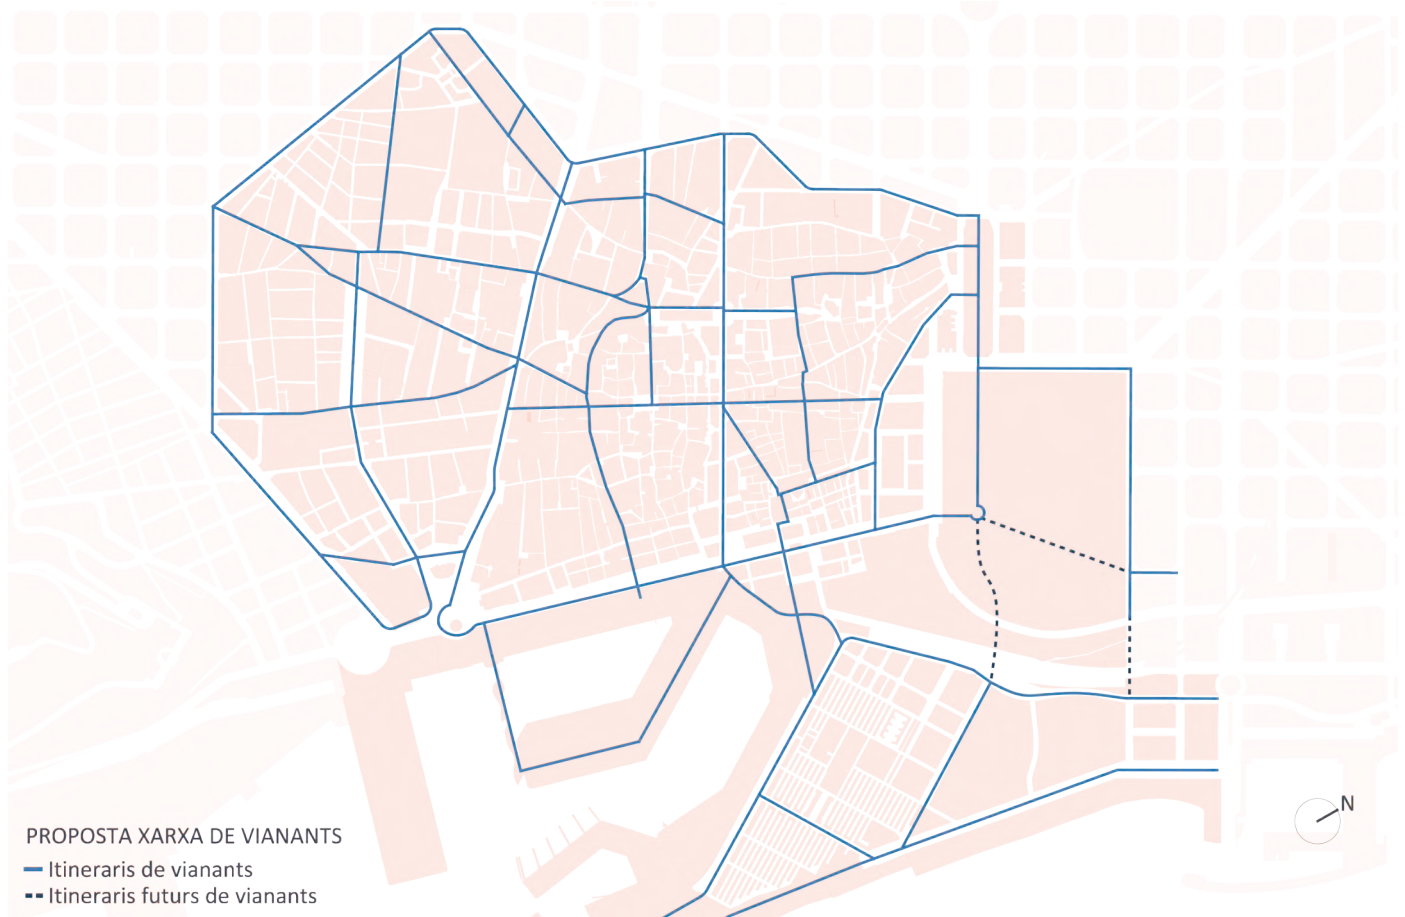 N
PROPOSTA XARXA DE VIANANTS
Itineraris de vianants
Itineraris futurs de vianants